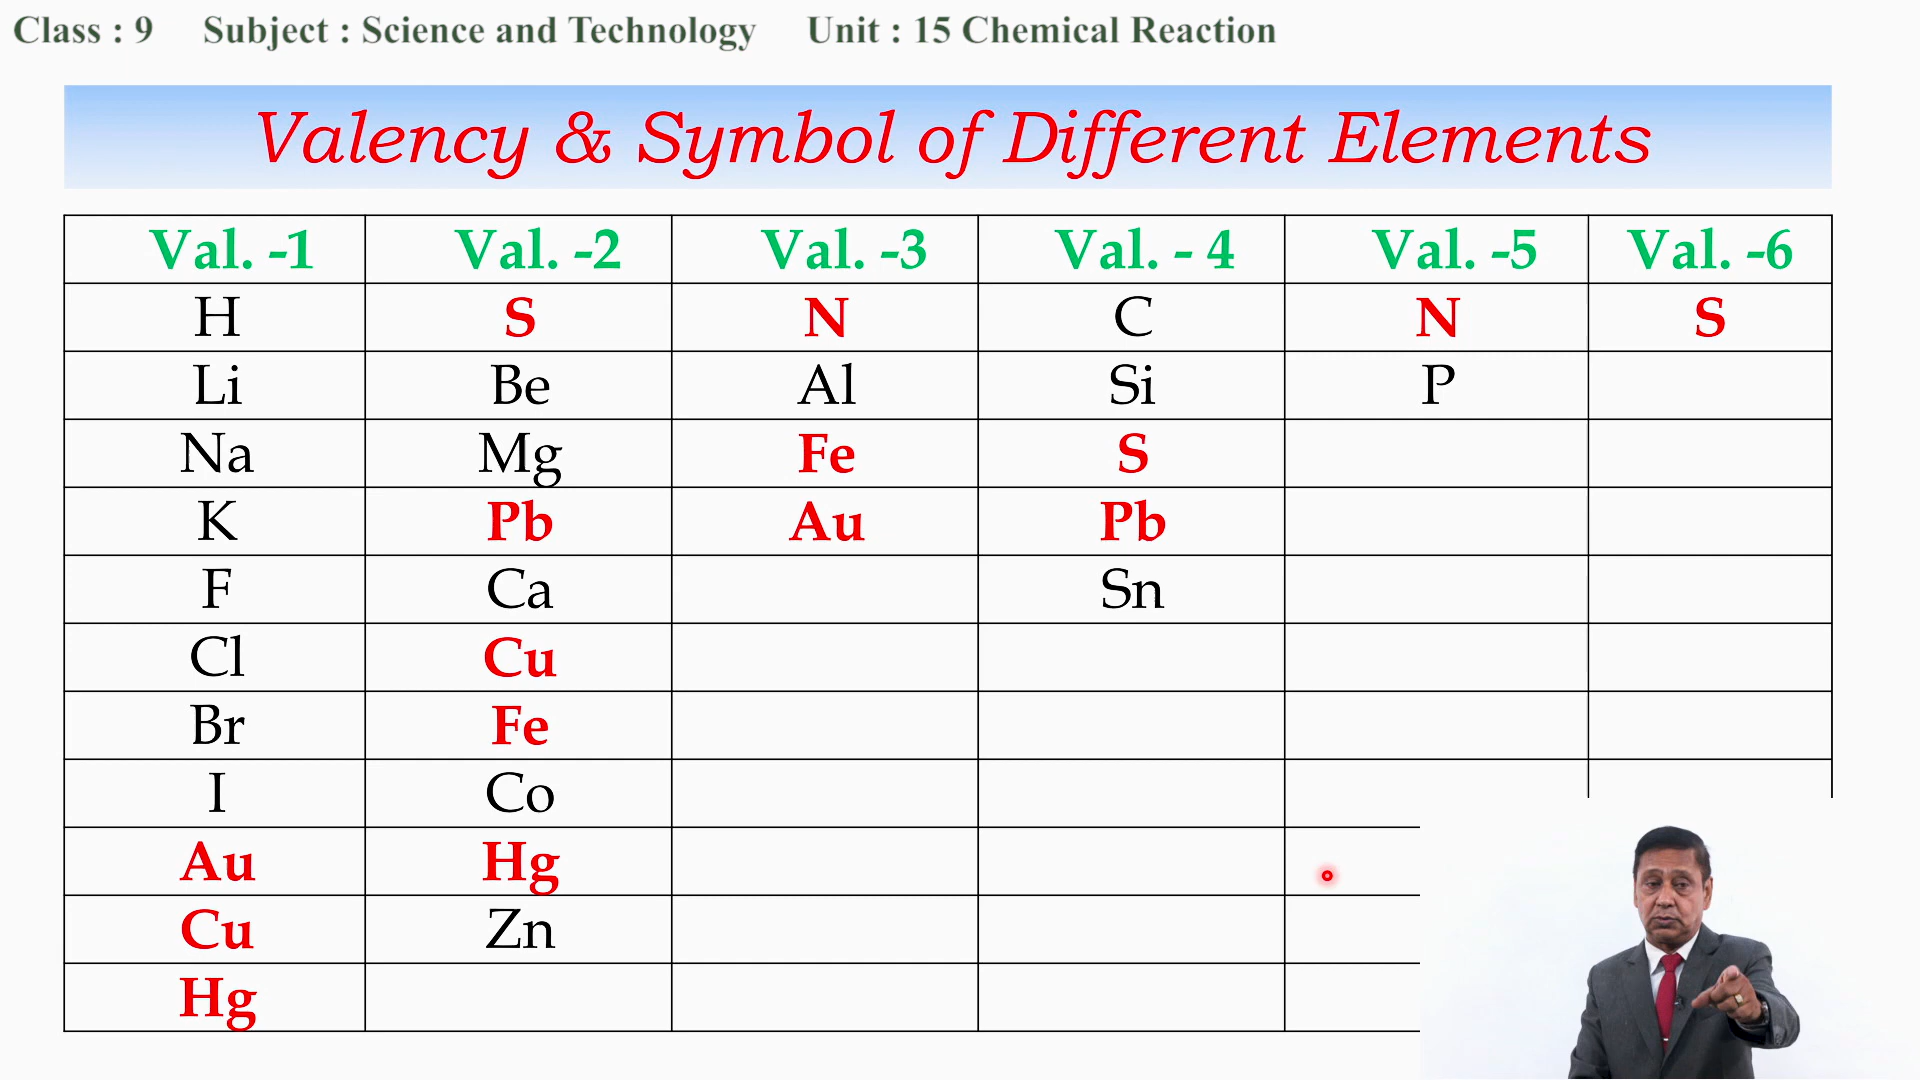 Class : 9 Subject : Science and Technology Unit : 15 Chemical Reaction
Valency & Symbol of Different Elements
Val. -1 Val. -2 Val. -3 Val. - 4 Val. -5 Val. -6
H S N C N S
Li Be Al Si P
Na Mg Fe S
K Pb Au Pb
F Ca Sn
Cl Cu
Br Fe
I Co
Au Hg
Cu Zn
Hg